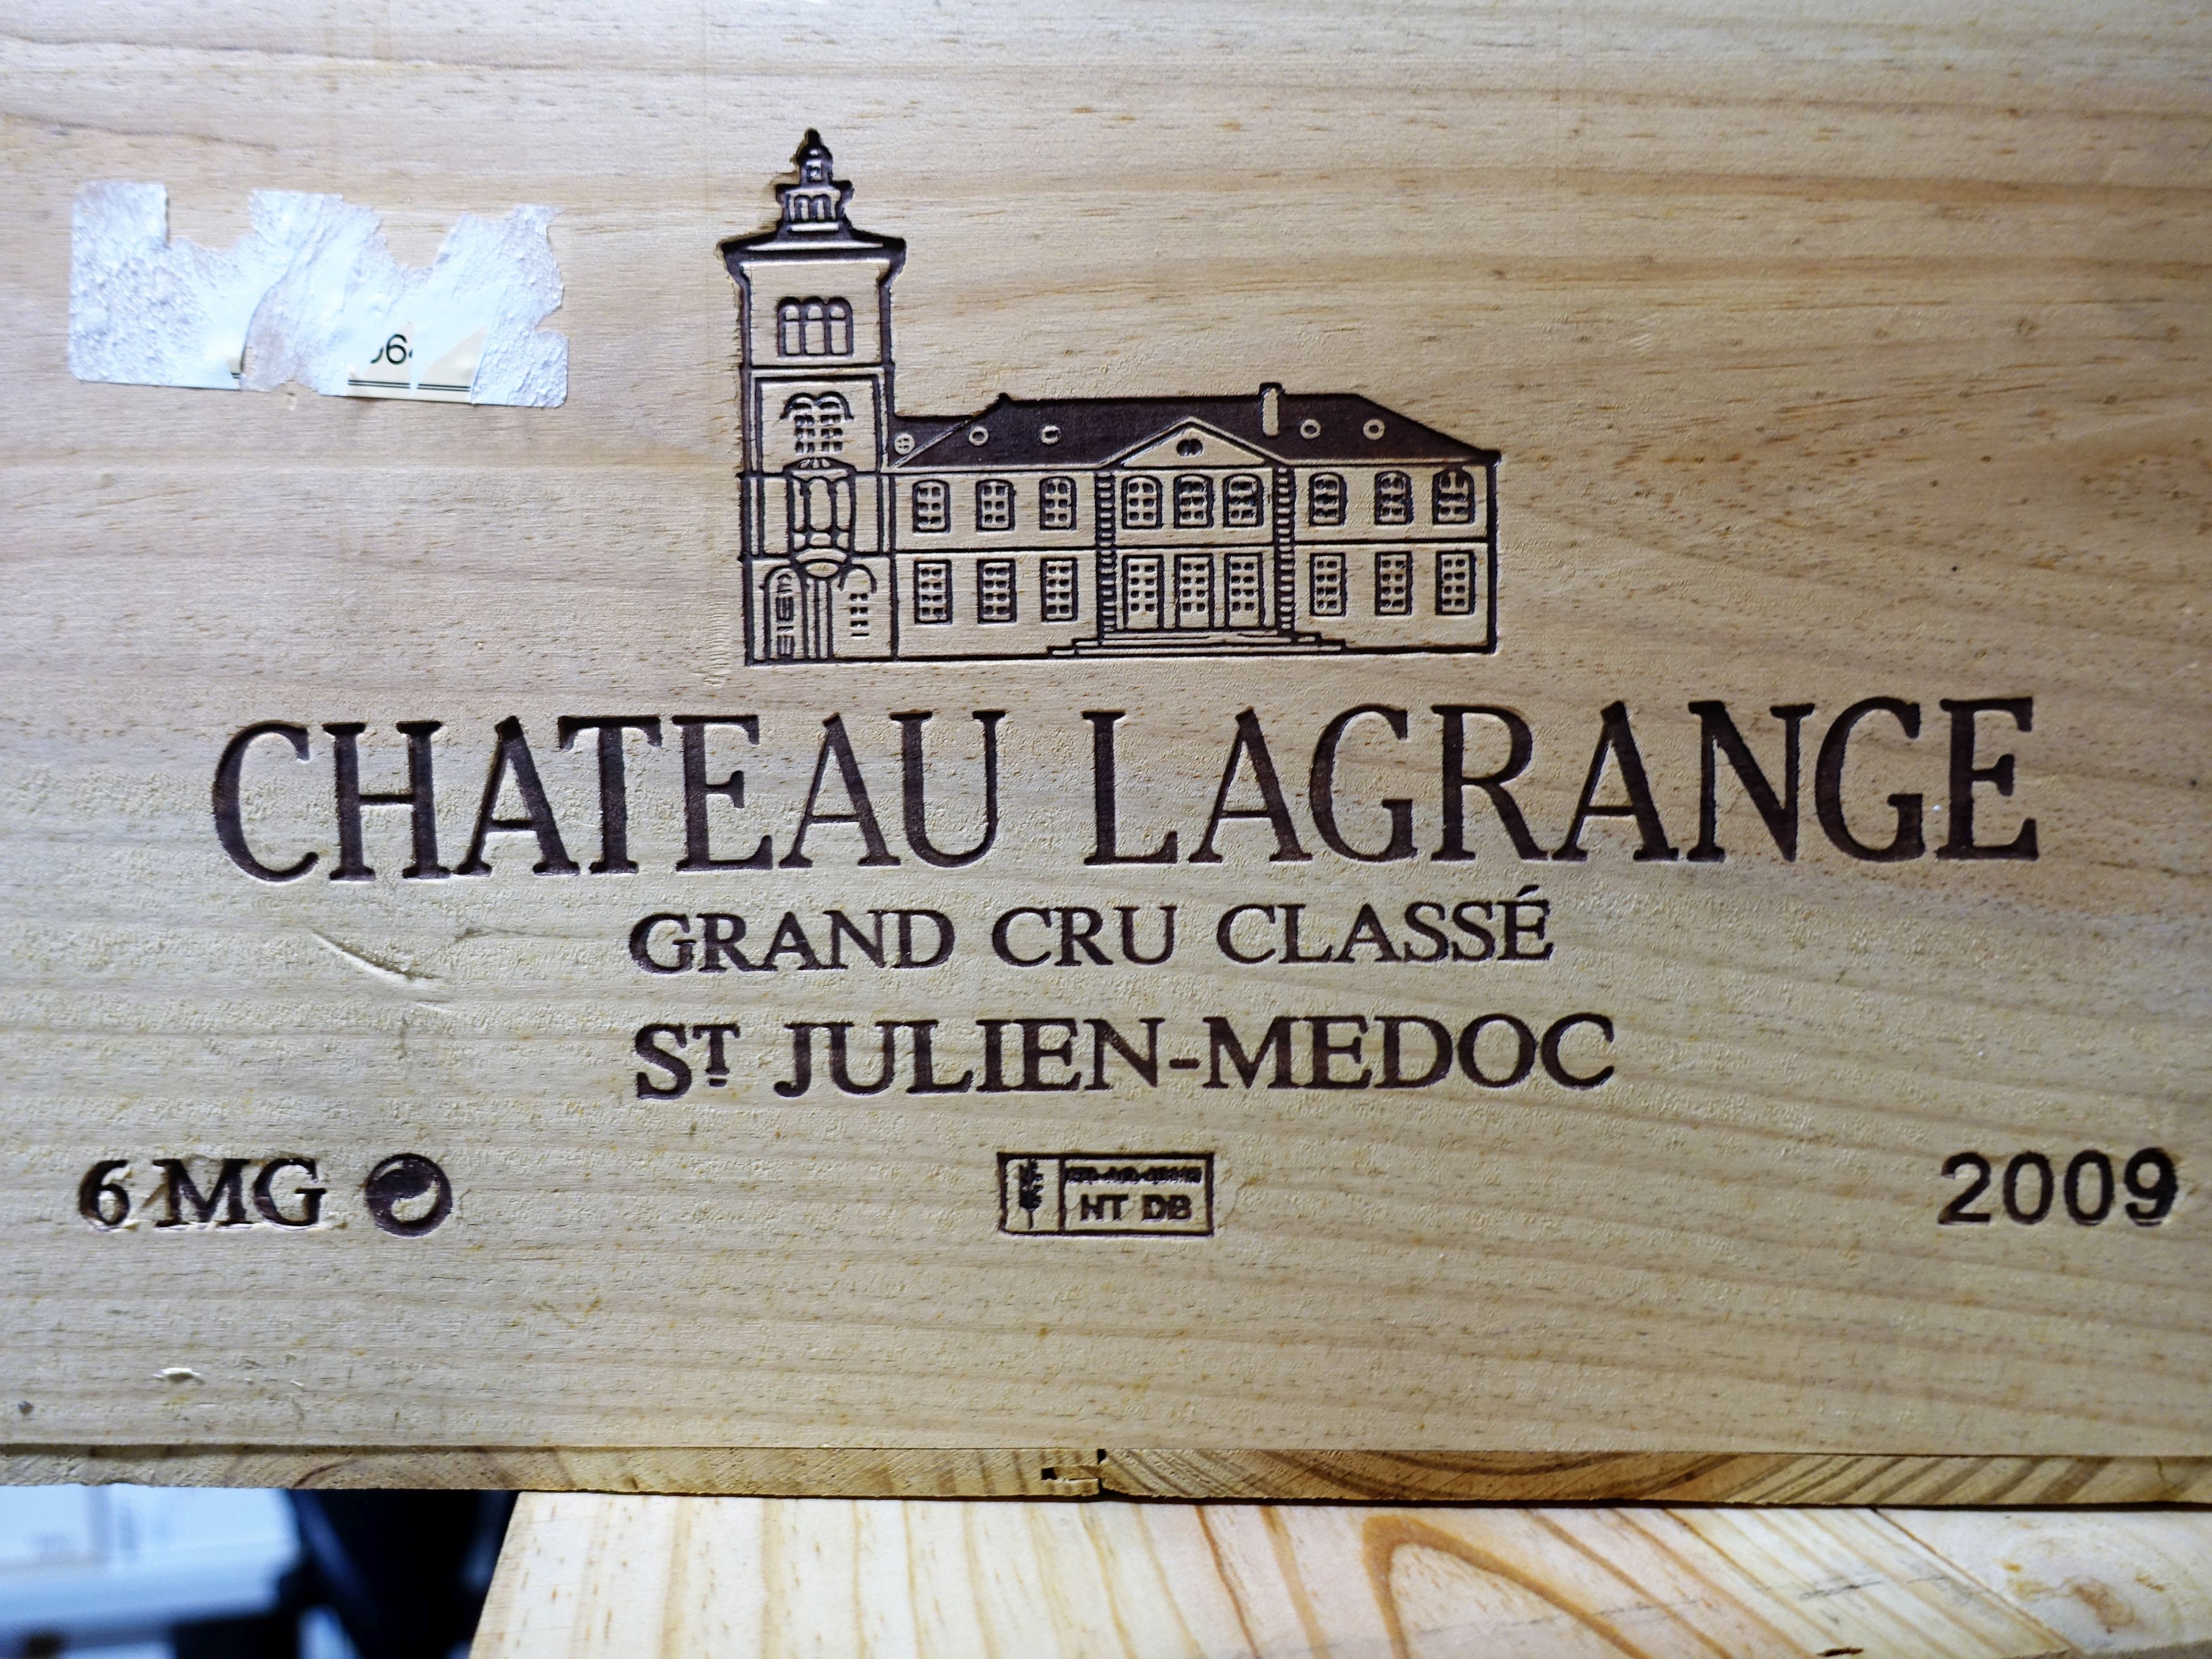 CHATEAU LAGRANGE
GRAND CRU CLASSÉ
ST JULIEN-MEDOC
6 MG
HT DB
2009